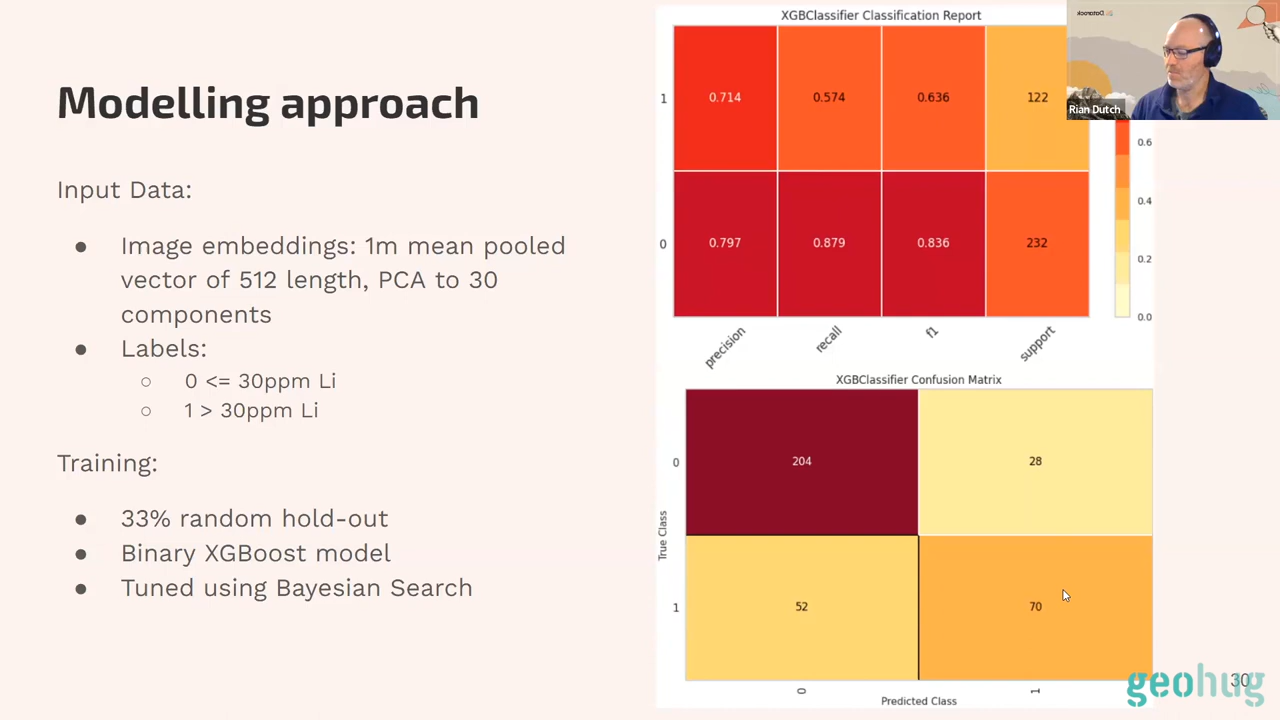 Modelling approach
Input Data:
● Image embeddings: 1m mean pooled
vector of 512 length, PCA to 30
components
● Labels:
○ 0 <= 30ppm Li
○ 1 > 30ppm Li
Training:
● 33% random hold-out
● Binary XGBoost model
● Tuned using Bayesian Search
XGBClassifier Classification Report
1 0.714 0.574 0.636 122
0 0.797 0.879 0.836 232
precision recall f1 support
0.6
0.4
0.2
0.0
XGBClassifier Confusion Matrix
True Class
0 204 28
1 52 70
0 1
Predicted Class
Datarock
Rian Dutch
geohug
30